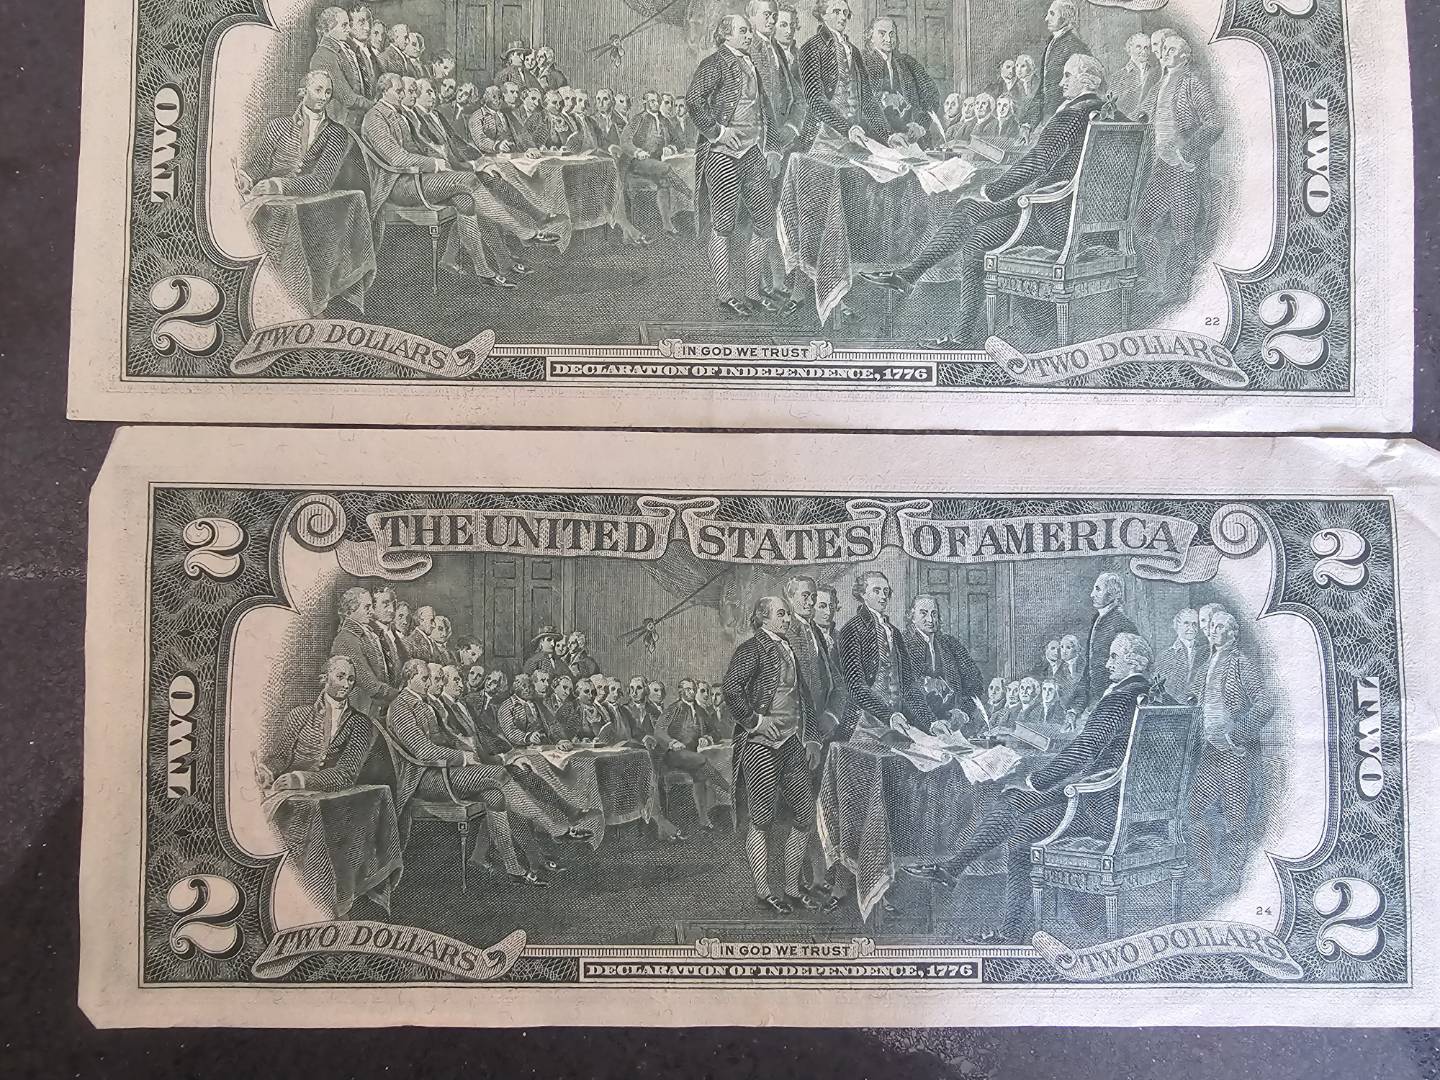 TWO
TWO
2
2
2
22
TWO DOLLARS
IN GOD WE TRUST
TWO DOLLARS
DECLARATION OF INDEPENDENCE, 1776
THE UNITED STATES OF AMERICA
2
2
TWO
TWO
2
2
24
TWO DOLLARS
IN GOD WE TRUST
TWO DOLLARS
DECLARATION OF INDEPENDENCE, 1776